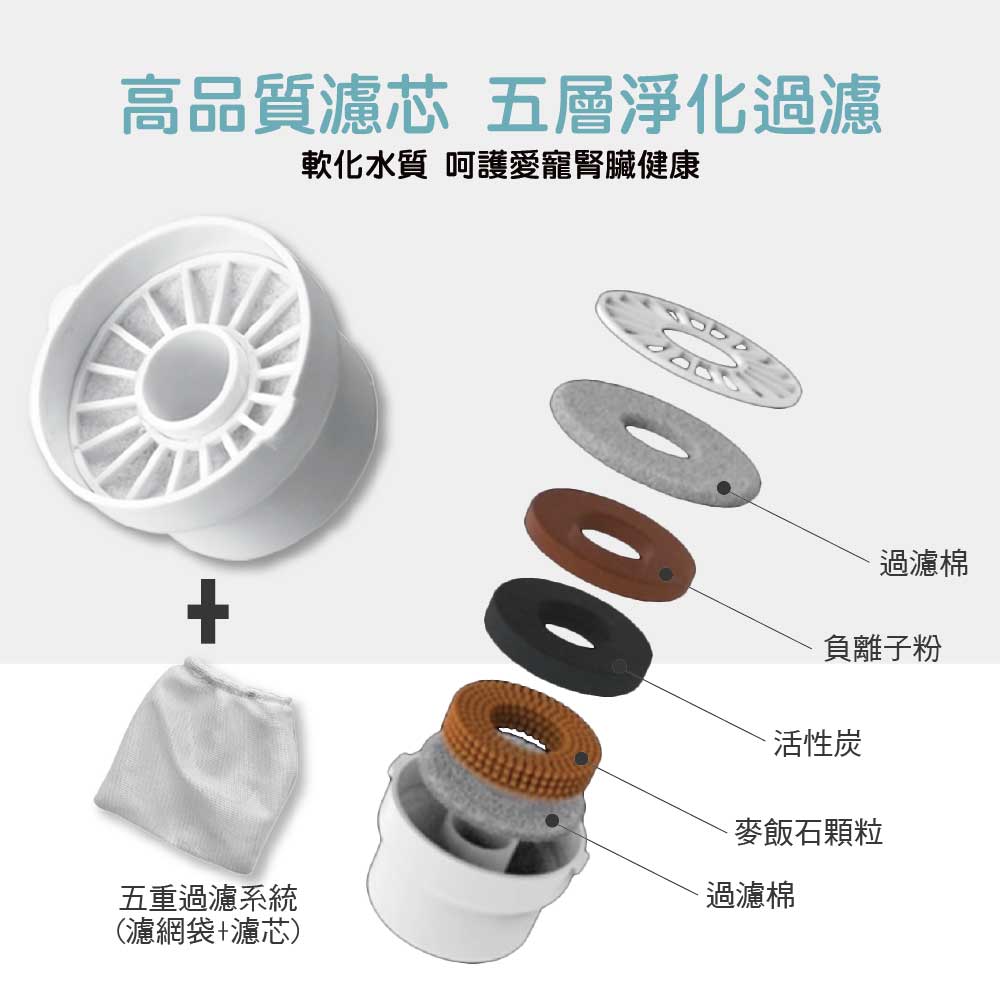 高品質濾芯 五層淨化過濾
軟化水質 呵護愛寵腎臟健康
過濾棉
負離子粉
活性炭
麥飯石顆粒
過濾棉
五重過濾系統
(濾網袋+濾芯)